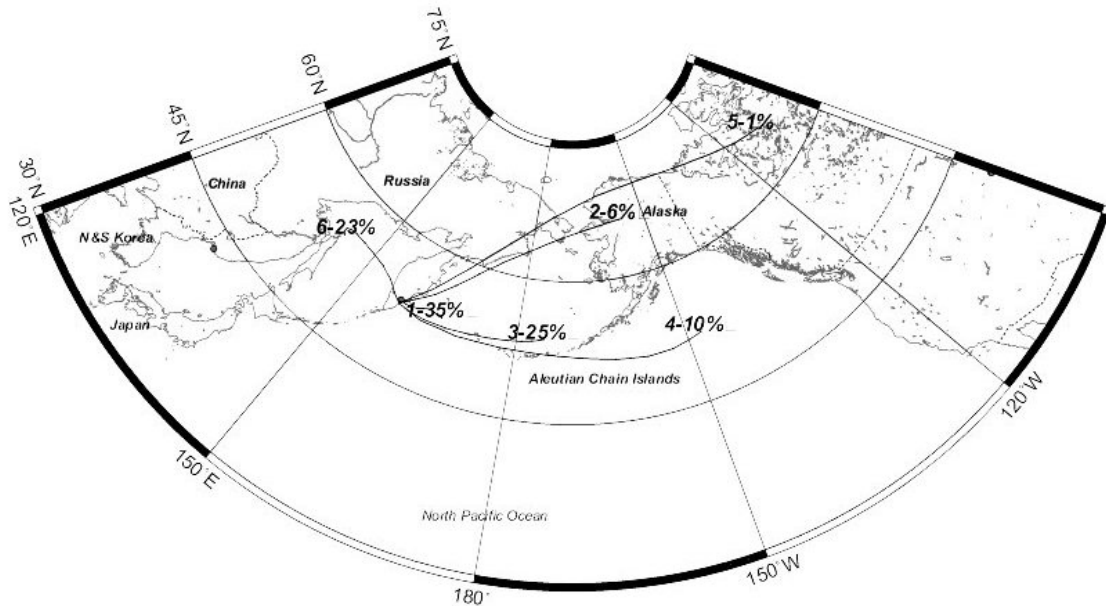 75˚N
60˚N
45˚N
30˚N
120˚E
5-1%
China
Russia
2-6%
Alaska
6-23%
N&S Korea
1-35%
3-25%
4-10%
Japan
Aleutian Chain Islands
120˚W
150˚E
North Pacific Ocean
150˚W
180˚